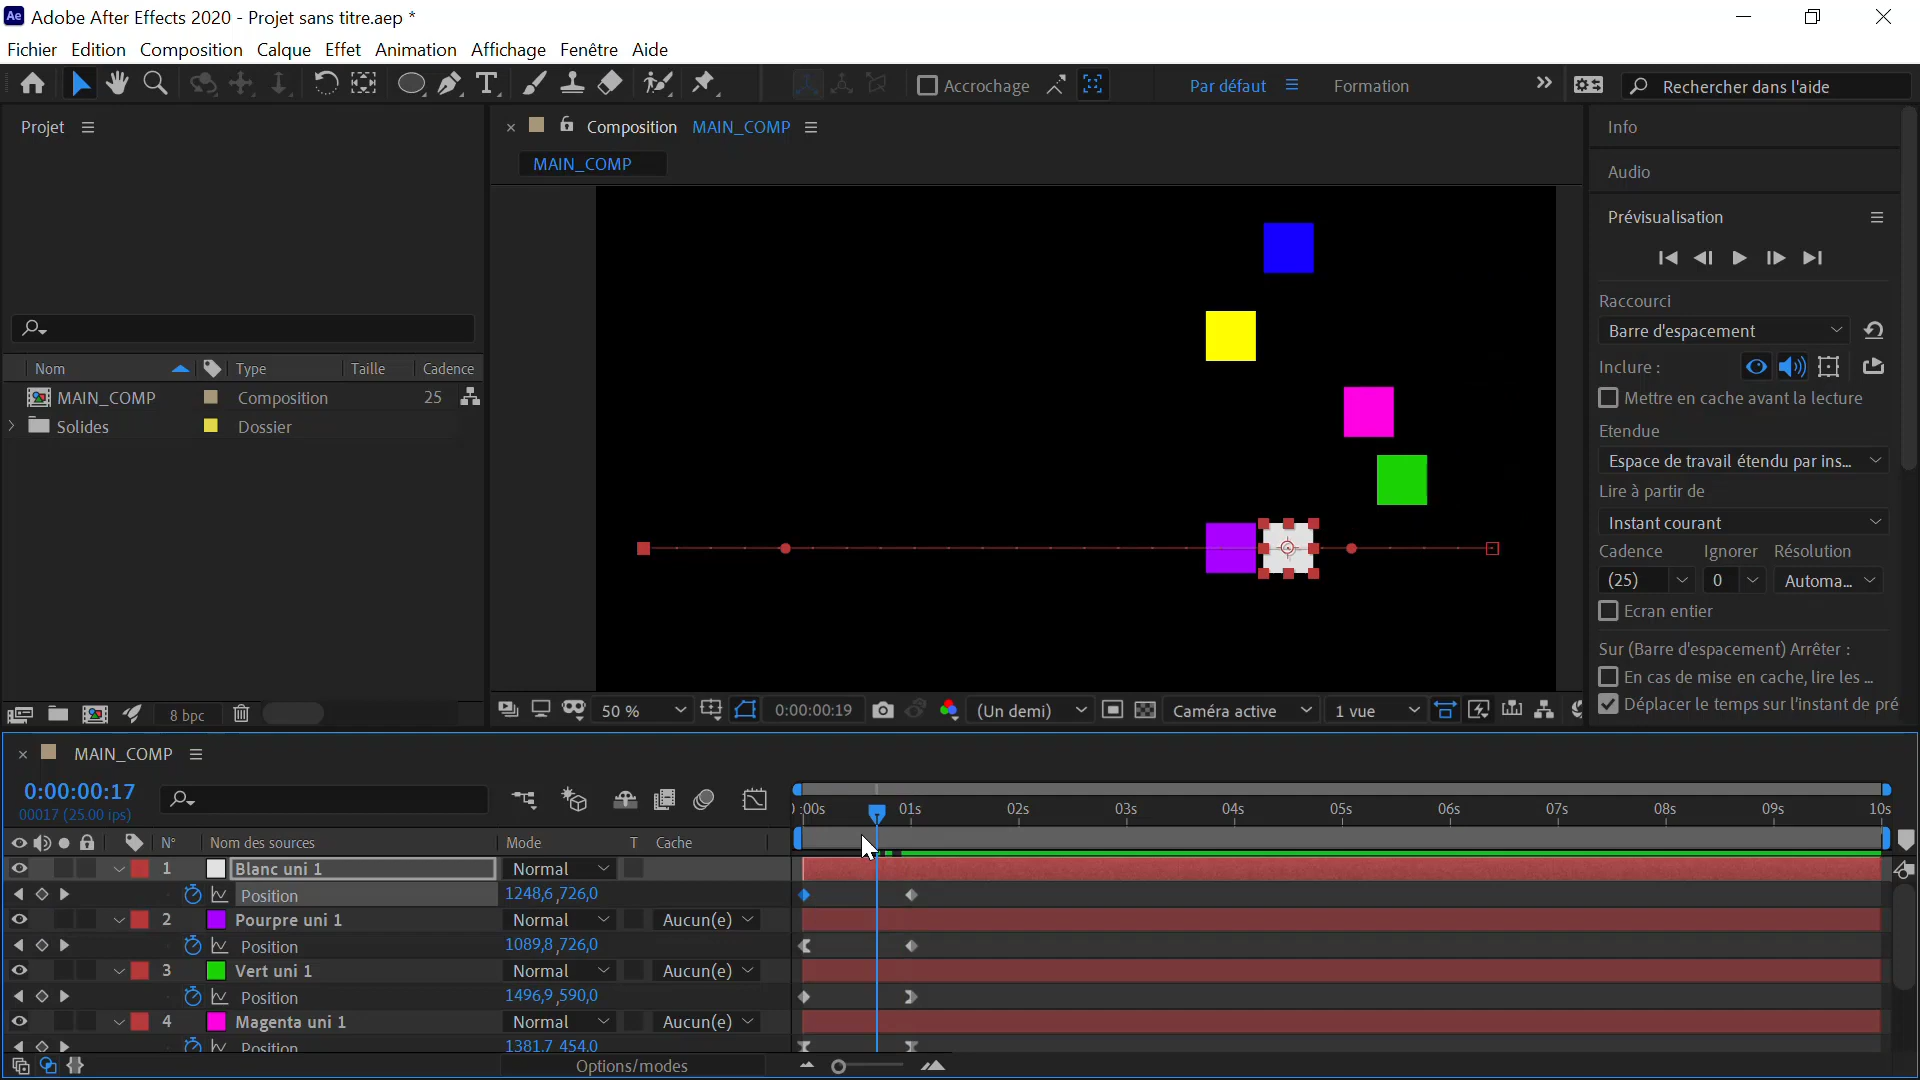 Ae Adobe After Effects 2020 - Projet sans titre.aep *
Fichier Edition Composition Calque Effet Animation Affichage Fenêtre Aide
T Accrochage Par défaut Formation Rechercher dans l'aide
Projet
Composition MAIN_COMP
MAIN_COMP
Info
Audio
Prévisualisation
Raccourci
Barre d'espacement
Inclure :
Mettre en cache avant la lecture
Etendue
Espace de travail étendu par ins...
Lire à partir de
Instant courant
Cadence Ignorer Résolution
(25) 0 Automa...
Ecran entier
Sur (Barre d'espacement) Arrêter :
En cas de mise en cache, lire les ...
Déplacer le temps sur l'instant de pré
Nom Type Taille Cadence
MAIN_COMP Composition 25
Solides Dossier
8 bpc
50 % 0:00:00:19 (Un demi) Caméra active 1 vue
MAIN_COMP
0:00:00:17
00017 (25.00 ips)
:00s 01s 02s 03s 04s 05s 06s 07s 08s 09s 10s
N° Nom des sources Mode T Cache
1 Blanc uni 1 Normal
Position 1248,6 ,726,0
2 Pourpre uni 1 Normal Aucun(e)
Position 1089,8 ,726,0
3 Vert uni 1 Normal Aucun(e)
Position 1496,9 ,590,0
4 Magenta uni 1 Normal Aucun(e)
Position 1381,7 ,454,0
Options/modes